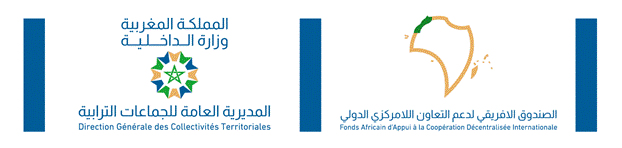 المملكة المغربية
وزارة الداخـــلــيــة
المديرية العامة للجماعات الترابية
Direction Générale des Collectivités Territoriales
الصندوق الافريقي لدعم التعاون اللامركزي الدولي
Fonds Africain d'Appui à la Coopération Décentralisée Internationale